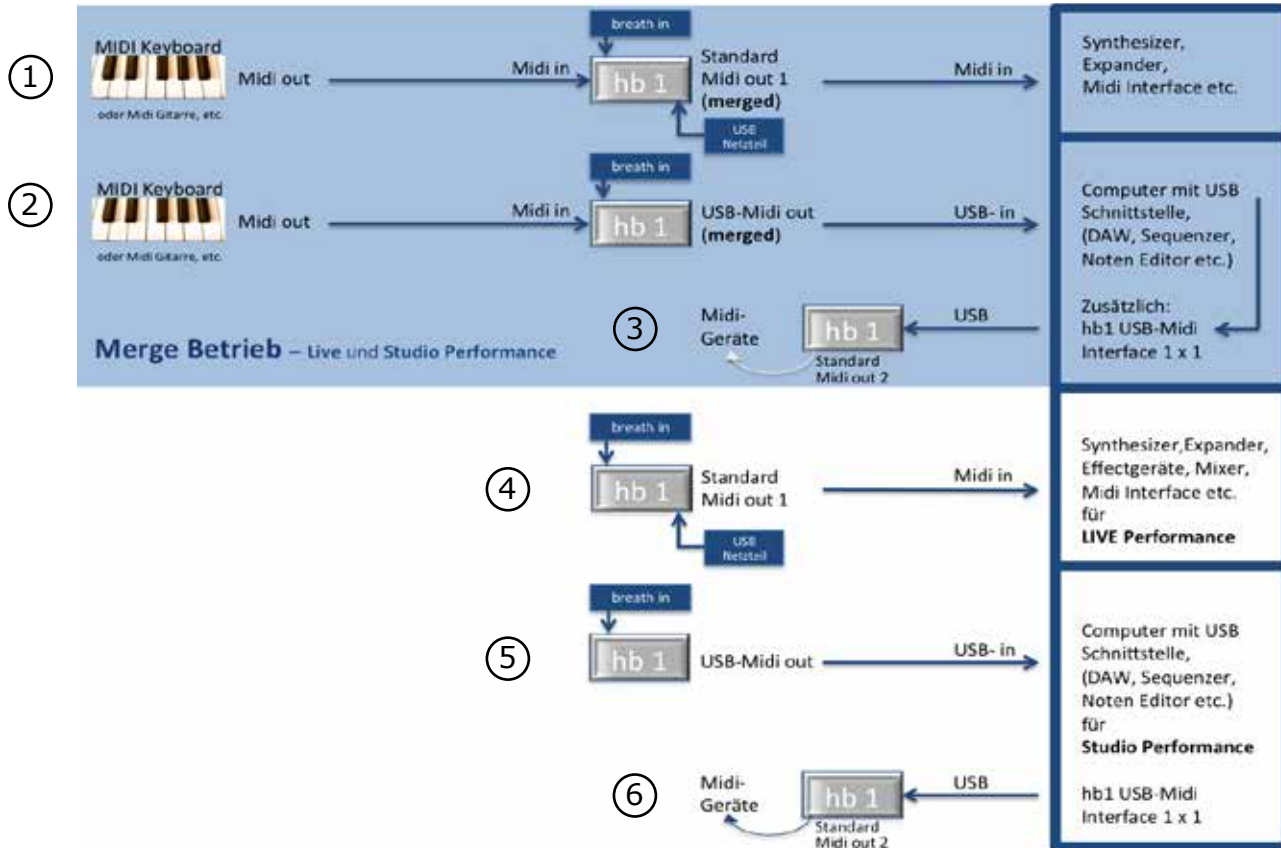 ①
MIDI Keyboard
oder Midi Gitarre, etc.
Midi out
Midi in
breath in
hb 1
USB
Netzteil
Standard
Midi out 1
(merged)
Midi in
Synthesizer,
Expander,
Midi Interface etc.
②
MIDI Keyboard
oder Midi Gitarre, etc.
Midi out
Midi in
breath in
hb 1
USB-Midi out
(merged)
USB- in
Computer mit USB
Schnittstelle,
(DAW, Sequenzer,
Noten Editor etc.)
Zusätzlich:
hb1 USB-Midi
Interface 1 x 1
③
Midi-
Geräte
hb 1
Standard
Midi out 2
USB
Merge Betrieb – Live und Studio Performance
④
breath in
hb 1
USB
Netzteil
Standard
Midi out 1
Midi in
Synthesizer,Expander,
Effectgeräte, Mixer,
Midi Interface etc.
für
LIVE Performance
⑤
breath in
hb 1
USB-Midi out
USB- in
Computer mit USB
Schnittstelle,
(DAW, Sequenzer,
Noten Editor etc.)
für
Studio Performance
⑥
Midi-
Geräte
hb 1
Standard
Midi out 2
USB
hb1 USB-Midi
Interface 1 x 1